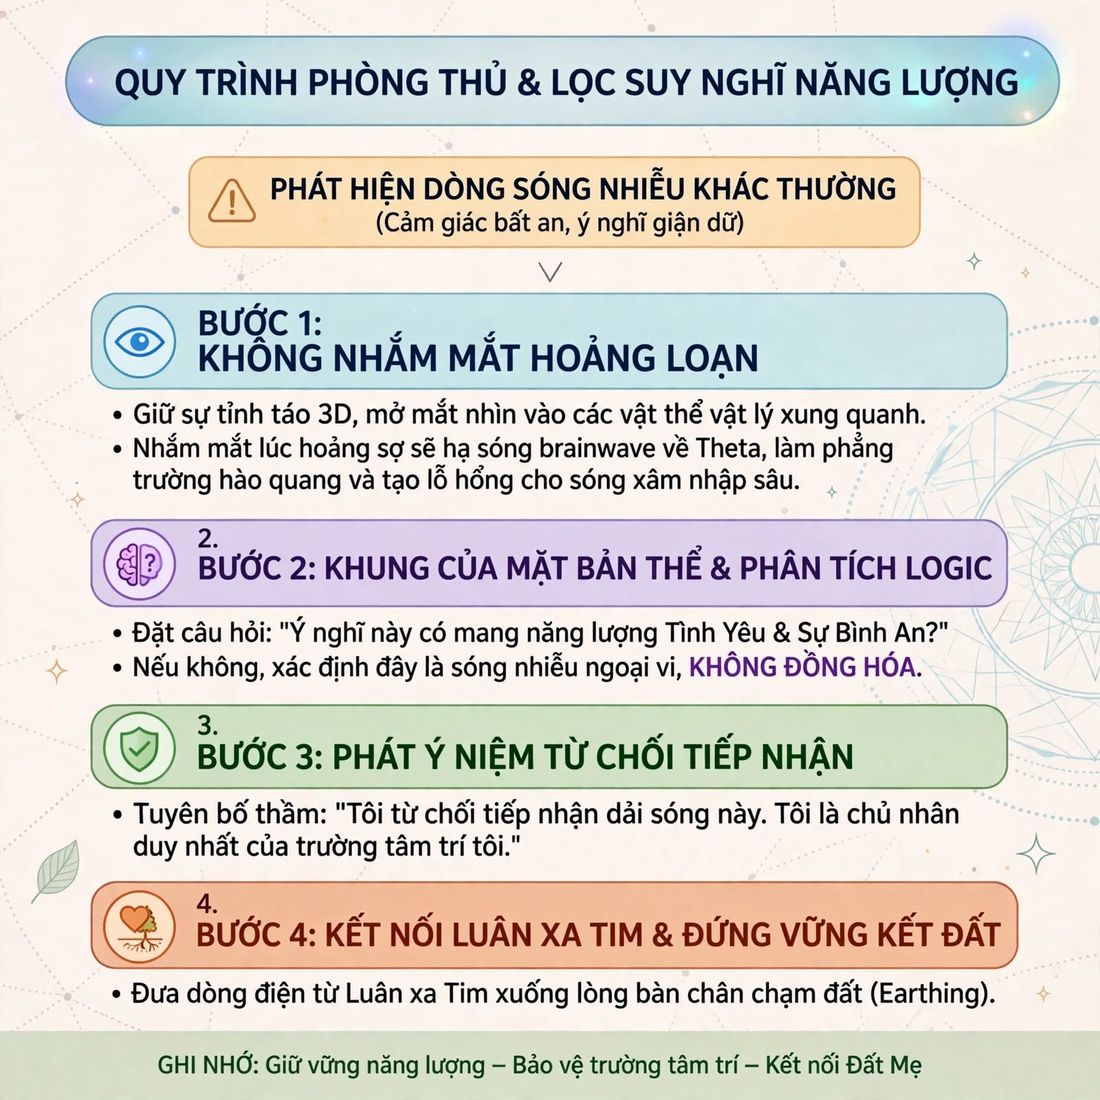 QUY TRÌNH PHÒNG THỦ & LỌC SUY NGHĨ NĂNG LƯỢNG
PHÁT HIỆN DÒNG SÓNG NHIỄU KHÁC THƯỜNG
(Cảm giác bất an, ý nghĩ giận dữ)
BƯỚC 1:
KHÔNG NHẮM MẮT HOẢNG LOẠN
• Giữ sự tỉnh táo 3D, mở mắt nhìn vào các vật thể vật lý xung quanh.
• Nhắm mắt lúc hoảng sợ sẽ hạ sóng brainwave về Theta, làm phẳng
trường hào quang và tạo lỗ hổng cho sóng xâm nhập sâu.
2.
BƯỚC 2: KHUNG CỦA MẶT BẢN THỂ & PHÂN TÍCH LOGIC
?
• Đặt câu hỏi: "Ý nghĩ này có mang năng lượng Tình Yêu & Sự Bình An?"
• Nếu không, xác định đây là sóng nhiễu ngoại vi, KHÔNG ĐỒNG HÓA.
3.
BƯỚC 3: PHÁT Ý NIỆM TỪ CHỐI TIẾP NHẬN
• Tuyên bố thầm: "Tôi từ chối tiếp nhận dải sóng này. Tôi là chủ nhân
duy nhất của trường tâm trí tôi."
4.
BƯỚC 4: KẾT NỐI LUÂN XA TIM & ĐỨNG VỮNG KẾT ĐẤT
• Đưa dòng điện từ Luân xa Tim xuống lòng bàn chân chạm đất (Earthing).
GHI NHỚ: Giữ vững năng lượng – Bảo vệ trường tâm trí – Kết nối Đất Mẹ